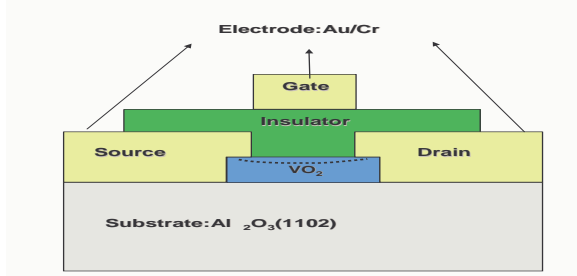 Electrode:Au/Cr
Gate
Insulator
Source
Drain
VO₂
Substrate:Al ₂O₃(1102)